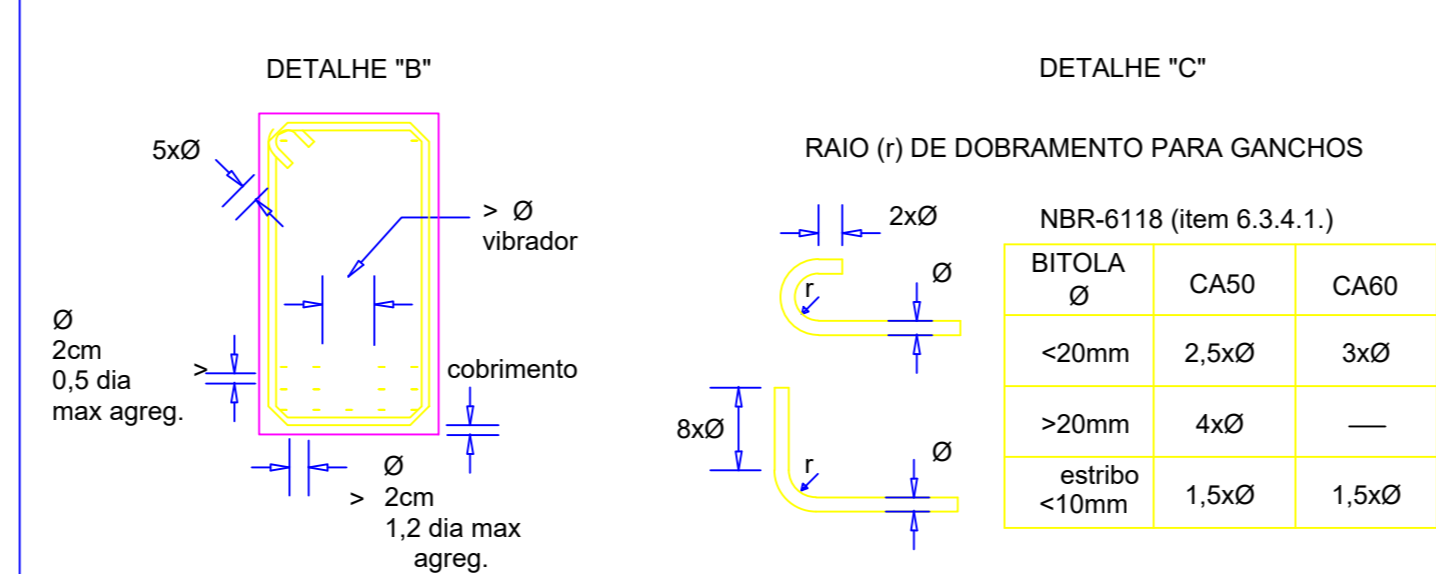 DETALHE "B"
5xØ
> Ø
vibrador
Ø
2cm
0,5 dia
max agreg.
>
cobrimento
Ø
> 2cm
1,2 dia max
agreg.
DETALHE "C"
RAIO (r) DE DOBRAMENTO PARA GANCHOS
2xØ
Ø
r
8xØ
Ø
r
NBR-6118 (item 6.3.4.1.)
BITOLA Ø CA50 CA60
<20mm 2,5xØ 3xØ
>20mm 4xØ —
estribo
<10mm 1,5xØ 1,5xØ